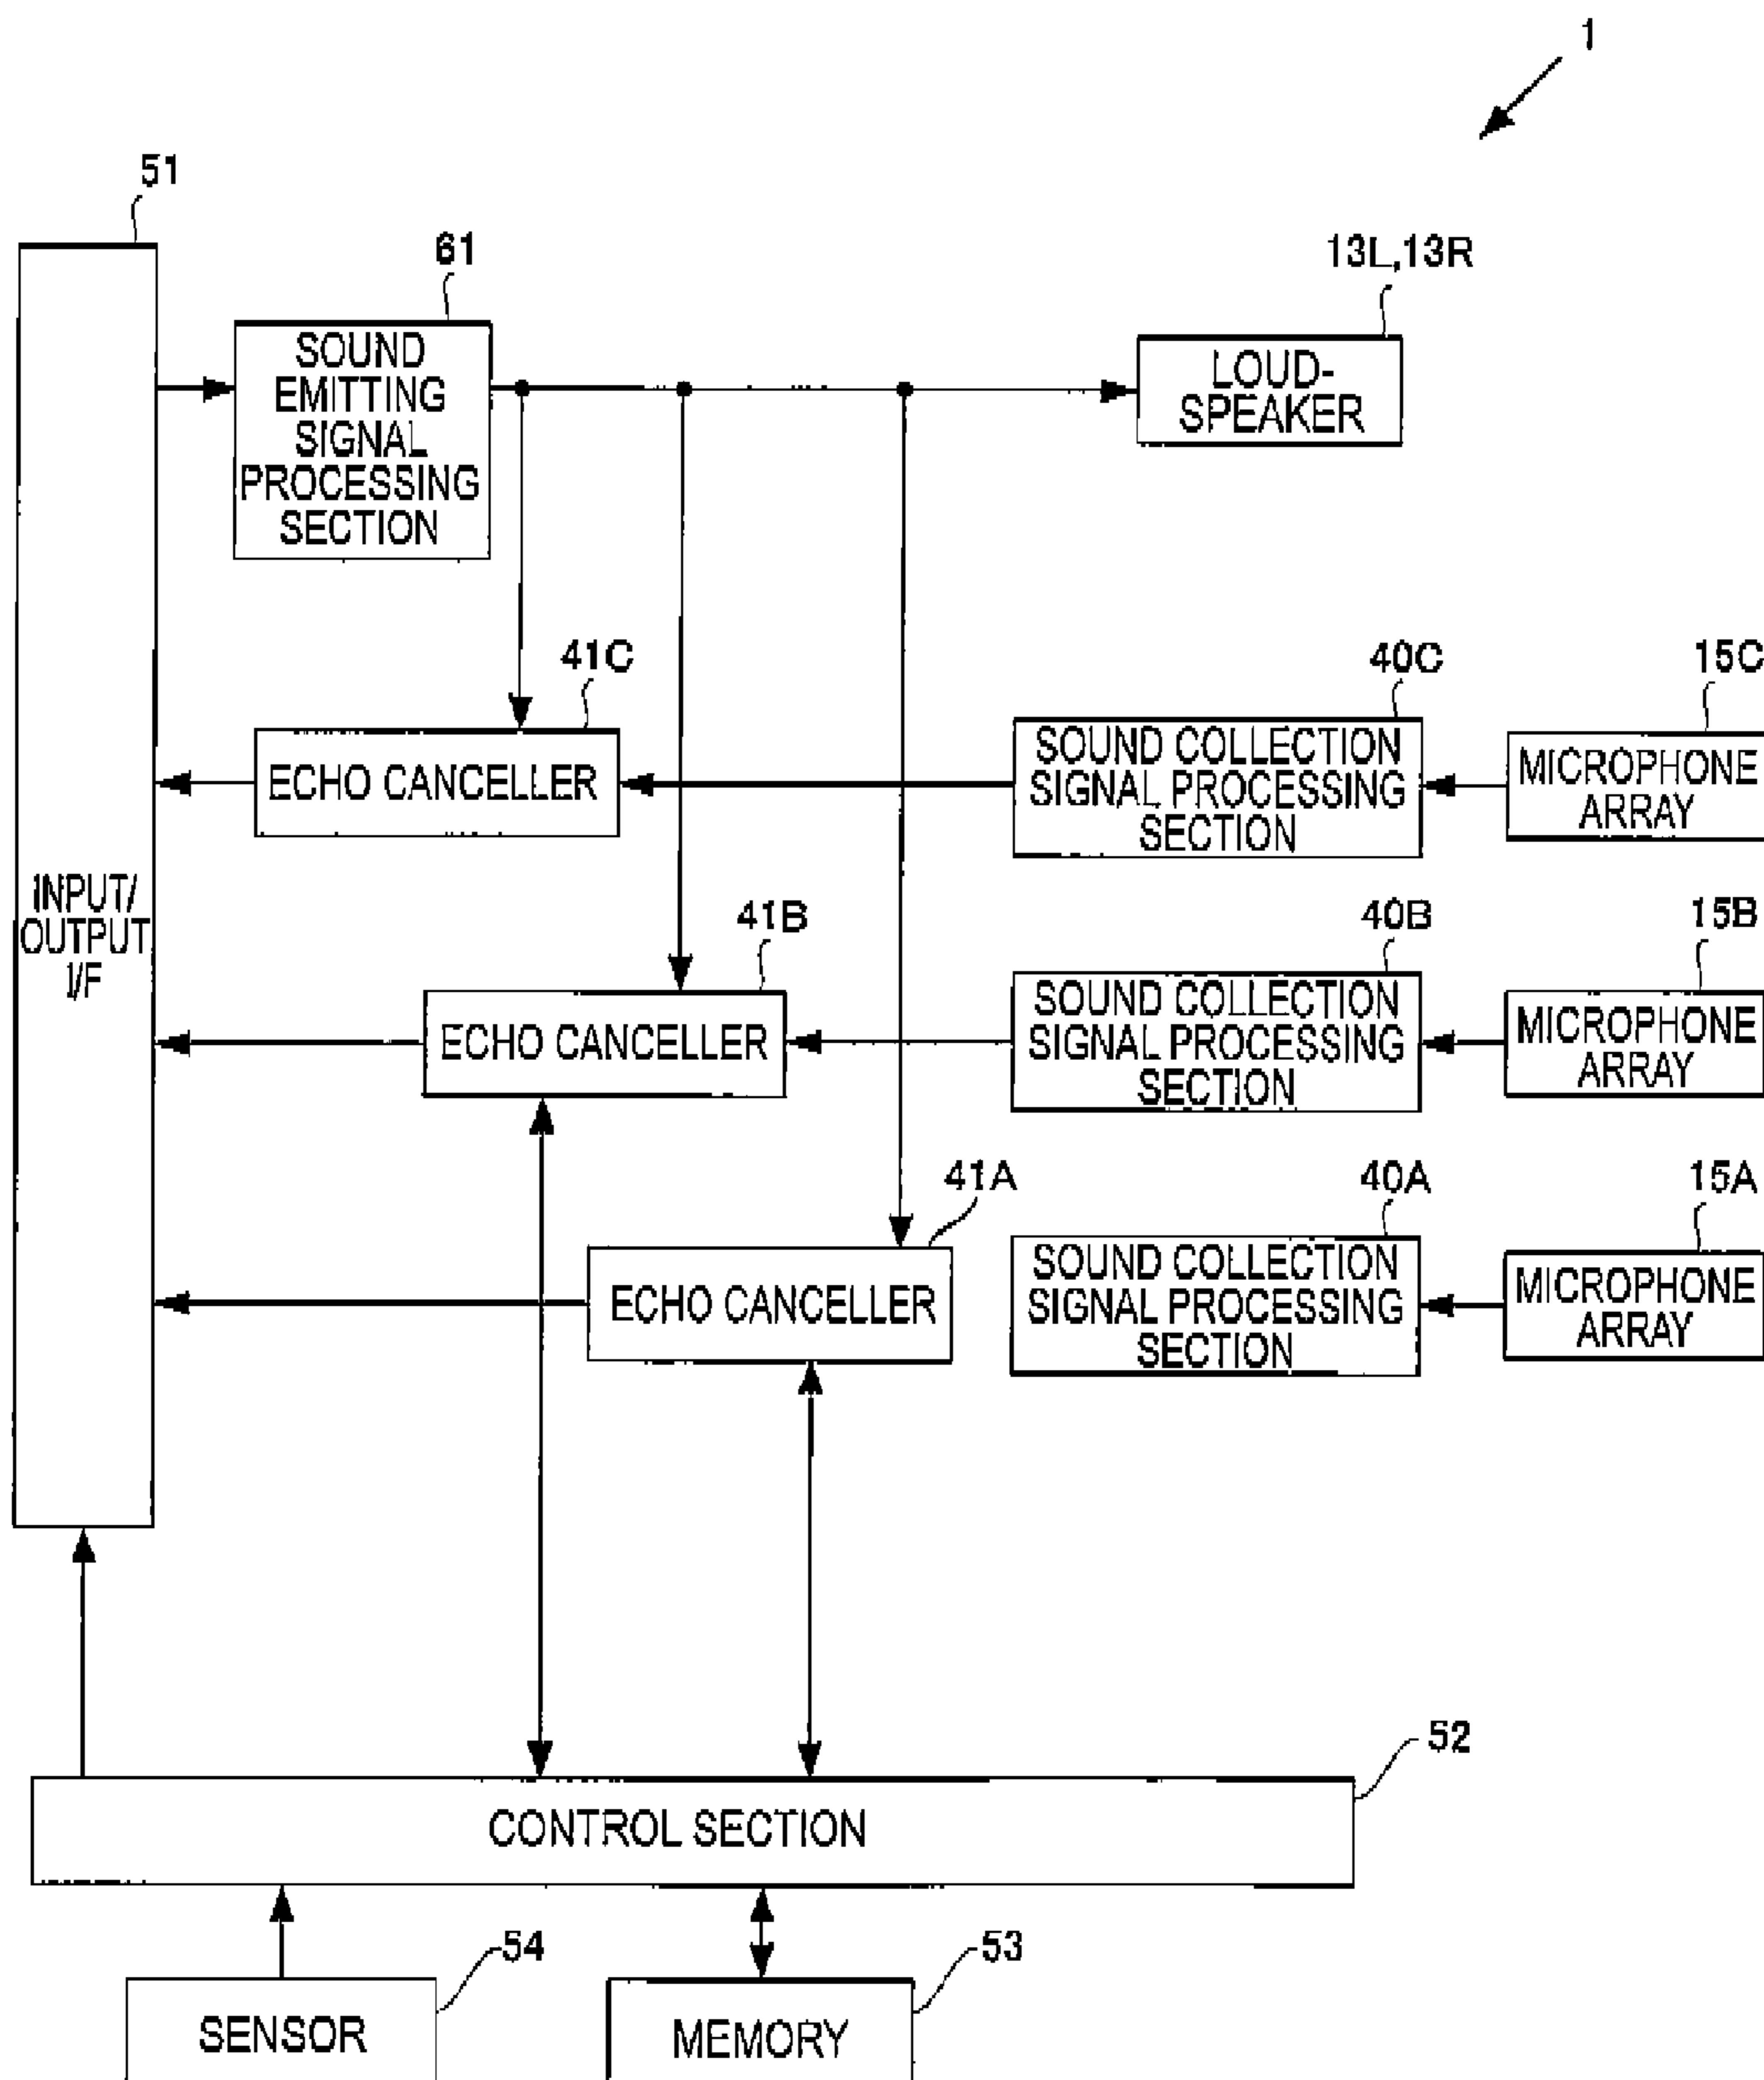 1
51
61
13L,13R
SOUND
EMITTING
SIGNAL
PROCESSING
SECTION
LOUD-
SPEAKER
41C
40C
15C
ECHO CANCELLER
SOUND COLLECTION
SIGNAL PROCESSING
SECTION
MICROPHONE
ARRAY
INPUT/
OUTPUT
I/F
41B
40B
15B
ECHO CANCELLER
SOUND COLLECTION
SIGNAL PROCESSING
SECTION
MICROPHONE
ARRAY
41A
40A
15A
ECHO CANCELLER
SOUND COLLECTION
SIGNAL PROCESSING
SECTION
MICROPHONE
ARRAY
52
CONTROL SECTION
54
53
SENSOR
MEMORY